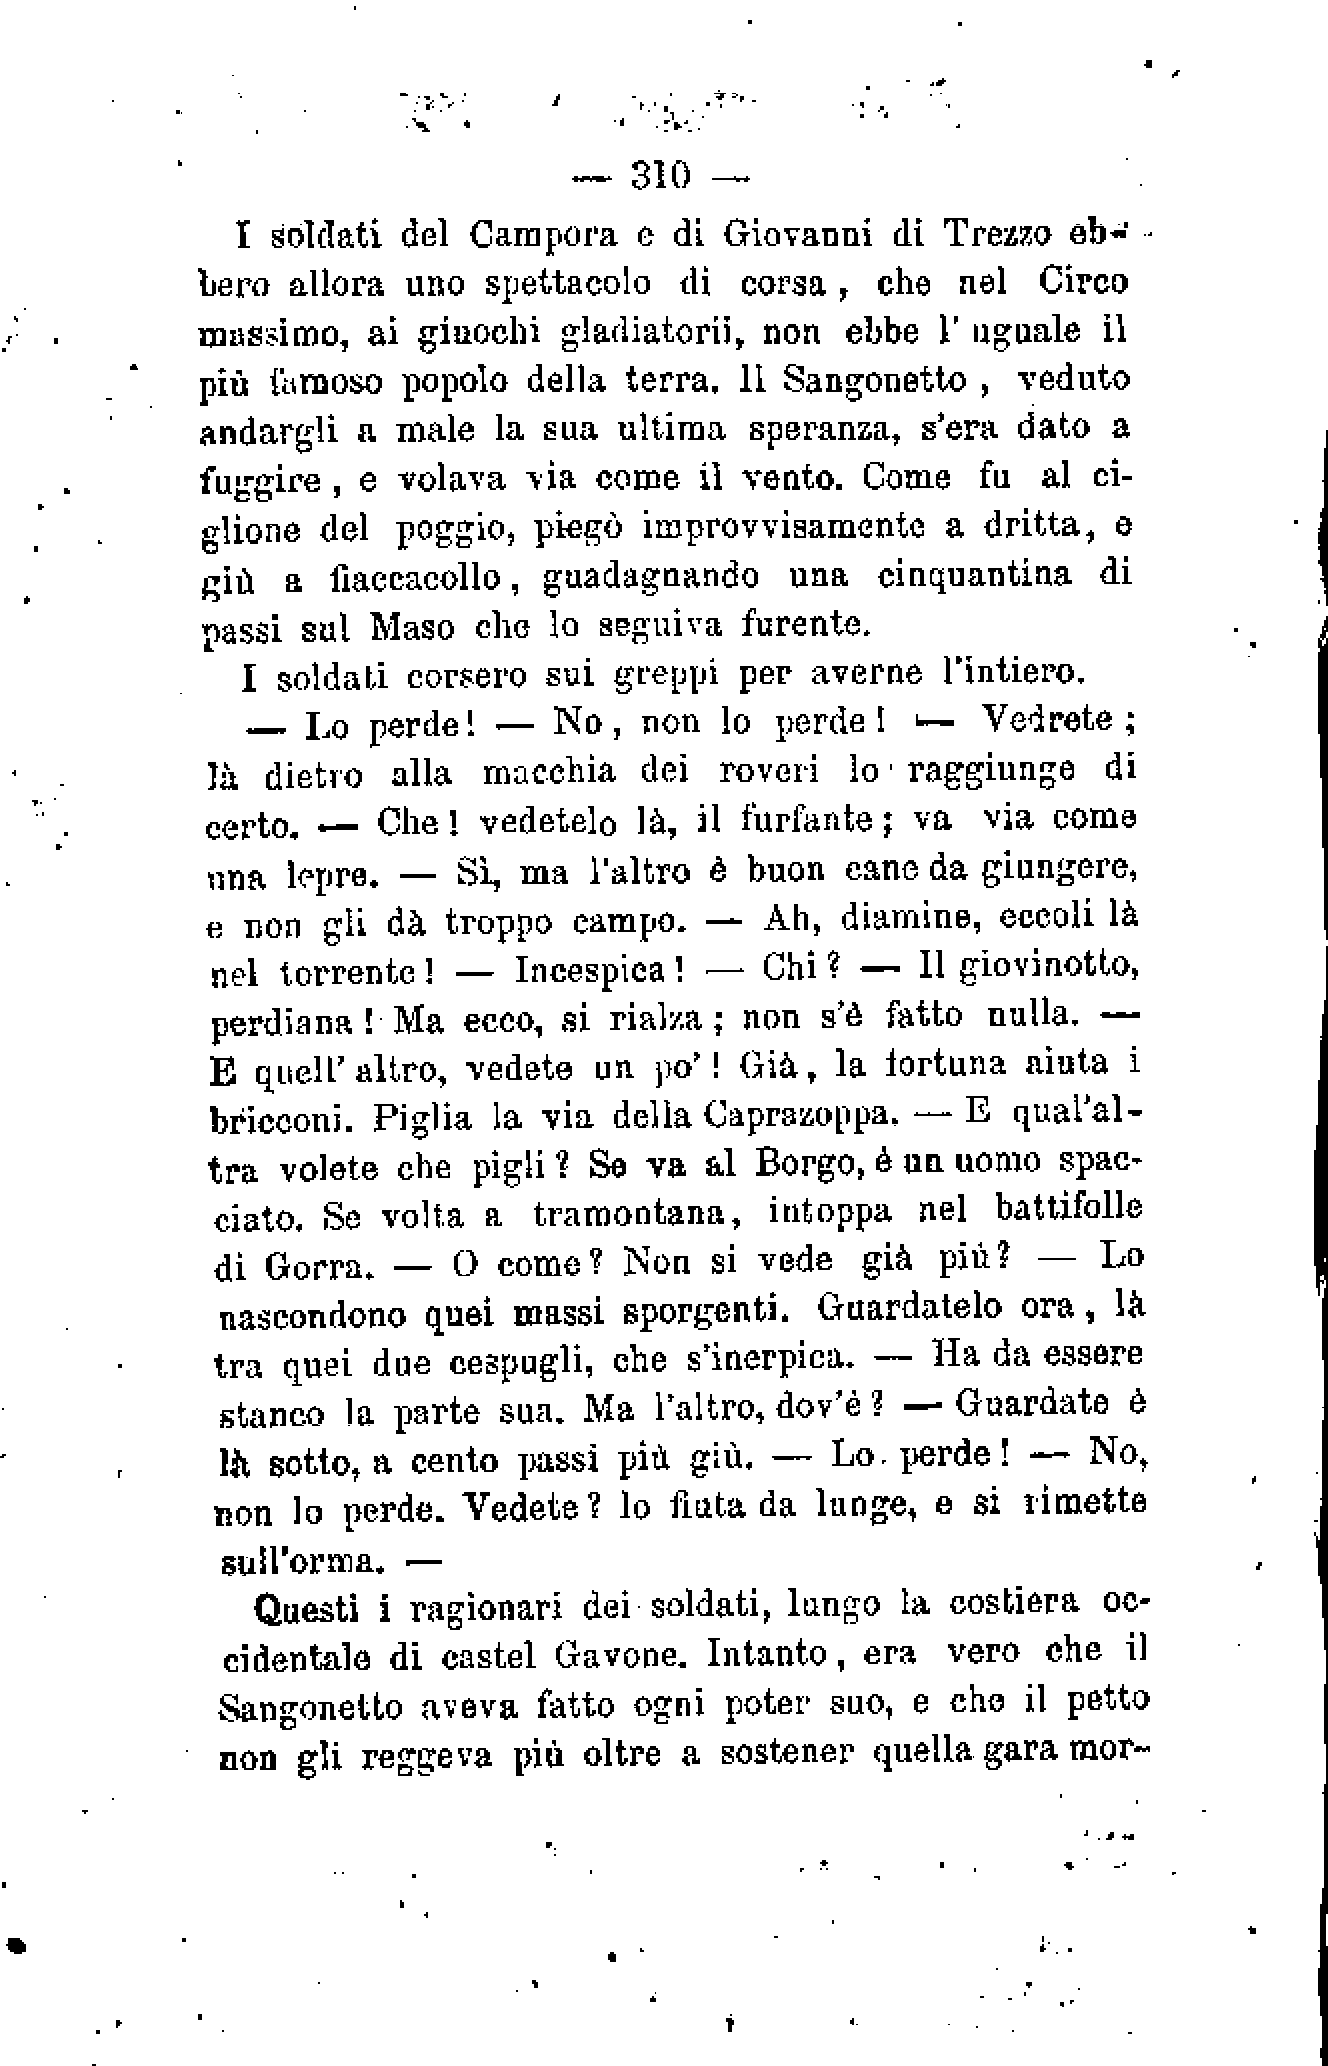 — 310 —
I soldati del Campora e di Giovanni di Trezzo eb-
bero allora uno spettacolo di corsa, che nel Circo
massimo, ai giuochi gladiatorii, non ebbe l'uguale il
più famoso popolo della terra. Il Sangonetto, veduto
andargli a male la sua ultima speranza, s'era dato a
fuggire, e volava via come il vento. Come fu al ci-
glione del poggio, piegò improvvisamente a dritta, e
giù a fiaccacollo, guadagnando una cinquantina di
passi sul Maso che lo seguiva furente.
I soldati corsero sui greppi per averne l'intiero.
— Lo perde! — No, non lo perde! — Vedrete;
là dietro alla macchia dei roveri lo raggiunge di
certo. — Che! vedetelo là, il furfante; va via come
una lepre. — Sì, ma l'altro è buon cane da giungere,
e non gli dà troppo campo. — Ah, diamine, eccoli là
nel torrente! — Incespica! — Chi? — Il giovinotto,
perdiana! Ma ecco, si rialza; non s'è fatto nulla. —
E quell'altro, vedete un po'! Già, la fortuna aiuta i
bricconi. Piglia la via della Caprazoppa. — E qual'al-
tra volete che pigli? Se va al Borgo, è un uomo spac-
ciato. Se volta a tramontana, intoppa nel battifolle
di Gorra. — O come? Non si vede già più? — Lo
nascondono quei massi sporgenti. Guardatelo ora, là
tra quei due cespugli, che s'inerpica. — Ha da essere
stanco la parte sua. Ma l'altro, dov'è? — Guardate è
là sotto, a cento passi più giù. — Lo perde! — No,
non lo perde. Vedete? lo fiuta da lunge, e si rimette
sull'orma. —
Questi i ragionari dei soldati, lungo la costiera oc-
cidentale di castel Gavone. Intanto, era vero che il
Sangonetto aveva fatto ogni poter suo, e che il petto
non gli reggeva più oltre a sostener quella gara mor-